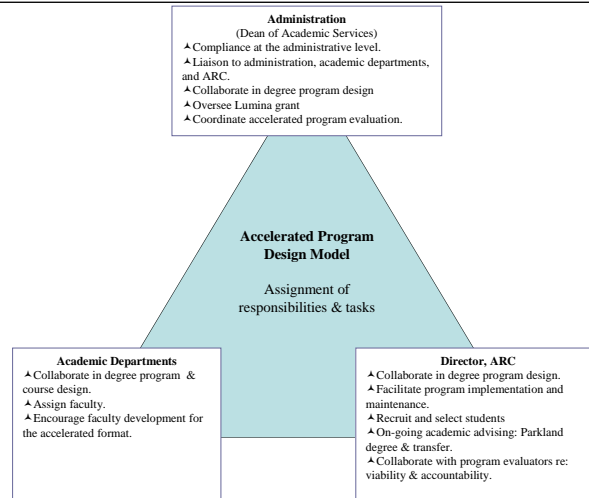 Administration
(Dean of Academic Services)
⮝Compliance at the administrative level.
⮝Liaison to administration, academic departments,
and ARC.
⮝Collaborate in degree program design
⮝Oversee Lumina grant
⮝Coordinate accelerated program evaluation.
Accelerated Program
Design Model
Assignment of
responsibilities & tasks
Academic Departments
⮝Collaborate in degree program &
course design.
⮝Assign faculty.
⮝Encourage faculty development for
the accelerated format.
Director, ARC
⮝Collaborate in degree program design.
⮝Facilitate program implementation and
maintenance.
⮝Recruit and select students
⮝On-going academic advising: Parkland
degree & transfer.
⮝Collaborate with program evaluators re:
viability & accountability.